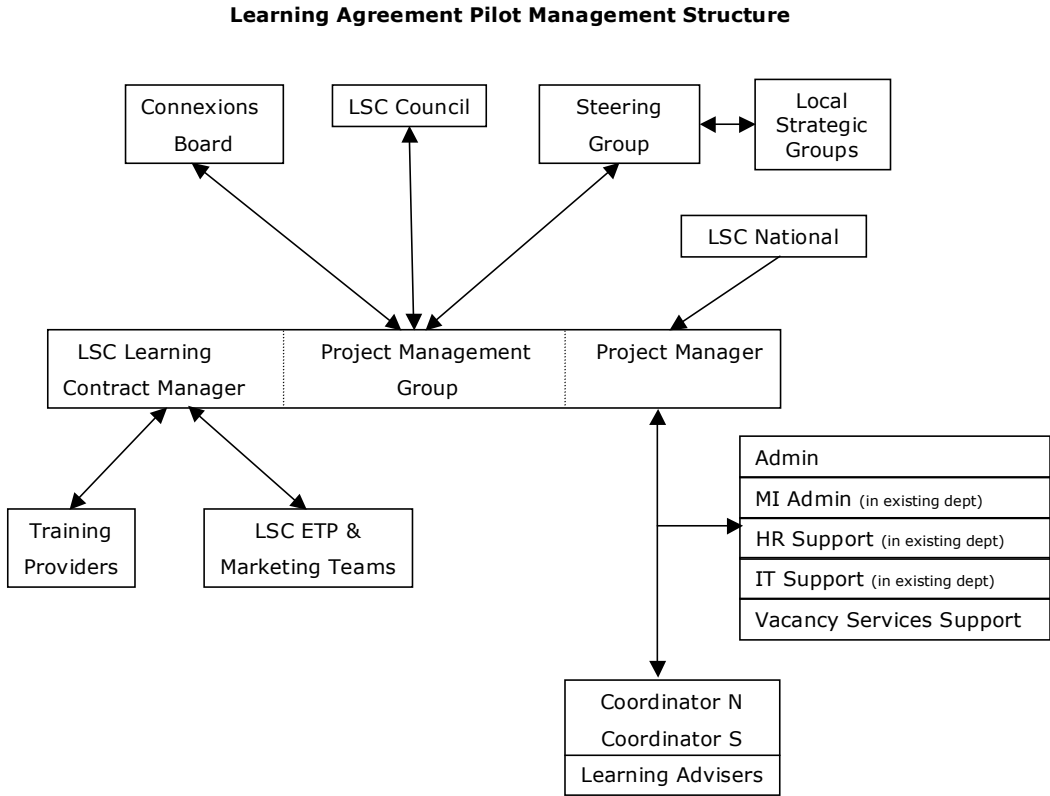 Learning Agreement Pilot Management Structure
Connexions
Board
LSC Council
Steering
Group
Local
Strategic
Groups
LSC National
LSC Learning
Contract Manager
Project Management
Group
Project Manager
Training
Providers
LSC ETP &
Marketing Teams
Admin
MI Admin (in existing dept)
HR Support (in existing dept)
IT Support (in existing dept)
Vacancy Services Support
Coordinator N
Coordinator S
Learning Advisers